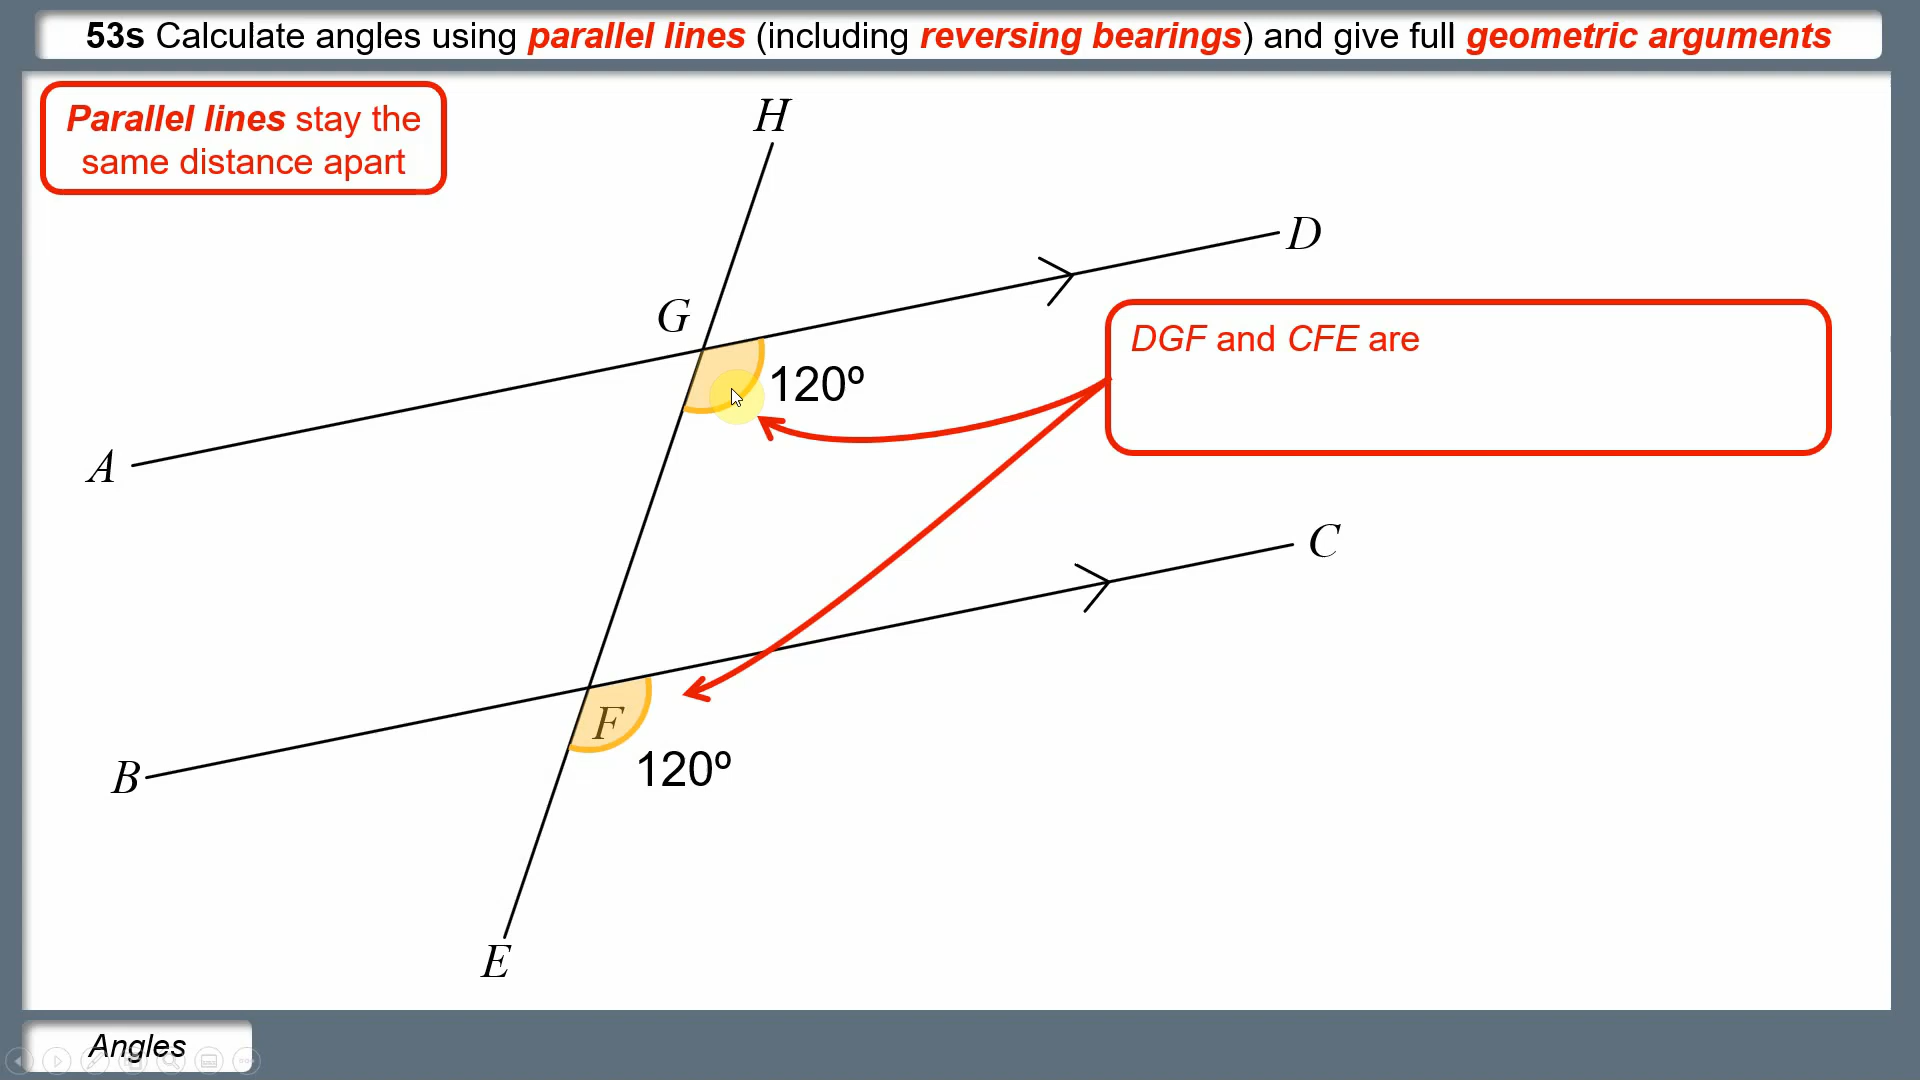 53s Calculate angles using parallel lines (including reversing bearings) and give full geometric arguments
Parallel lines stay the
same distance apart
H
D
G
DGF and CFE are
120º
A
C
F
120º
B
E
Angles